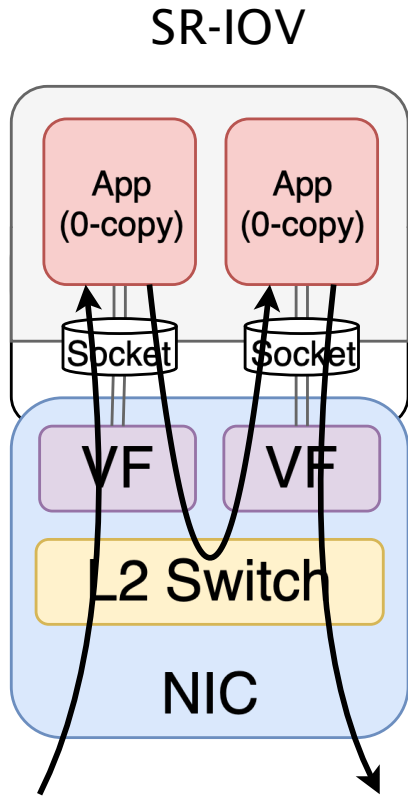 SR-IOV
App
(0-copy)
App
(0-copy)
Socket
Socket
VF
VF
L2 Switch
NIC